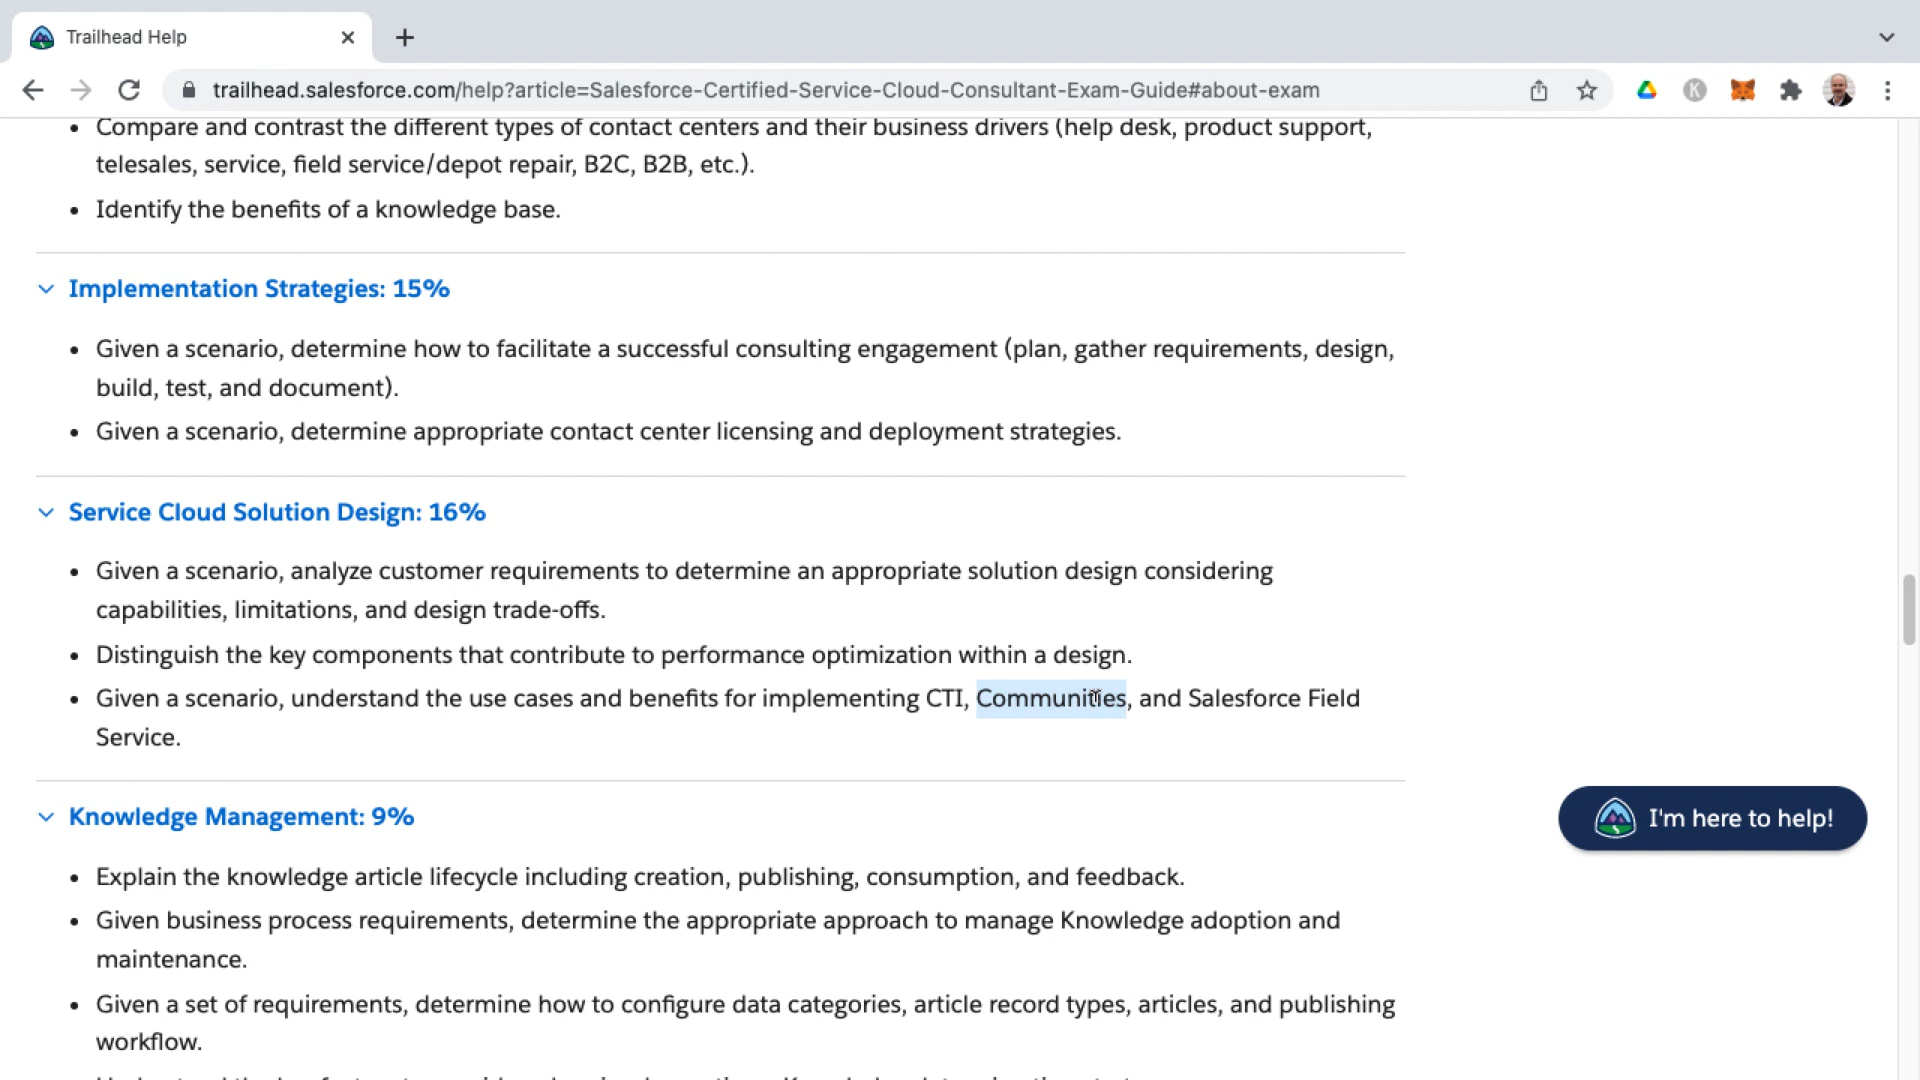 Trailhead Help
trailhead.salesforce.com/help?article=Salesforce-Certified-Service-Cloud-Consultant-Exam-Guide#about-exam
K
• Compare and contrast the different types of contact centers and their business drivers (help desk, product support,
telesales, service, field service/depot repair, B2C, B2B, etc.).
• Identify the benefits of a knowledge base.
Implementation Strategies: 15%
• Given a scenario, determine how to facilitate a successful consulting engagement (plan, gather requirements, design,
build, test, and document).
• Given a scenario, determine appropriate contact center licensing and deployment strategies.
Service Cloud Solution Design: 16%
• Given a scenario, analyze customer requirements to determine an appropriate solution design considering
capabilities, limitations, and design trade-offs.
• Distinguish the key components that contribute to performance optimization within a design.
• Given a scenario, understand the use cases and benefits for implementing CTI, Communities, and Salesforce Field
Service.
I'm here to help!
Knowledge Management: 9%
• Explain the knowledge article lifecycle including creation, publishing, consumption, and feedback.
• Given business process requirements, determine the appropriate approach to manage Knowledge adoption and
maintenance.
• Given a set of requirements, determine how to configure data categories, article record types, articles, and publishing
workflow.